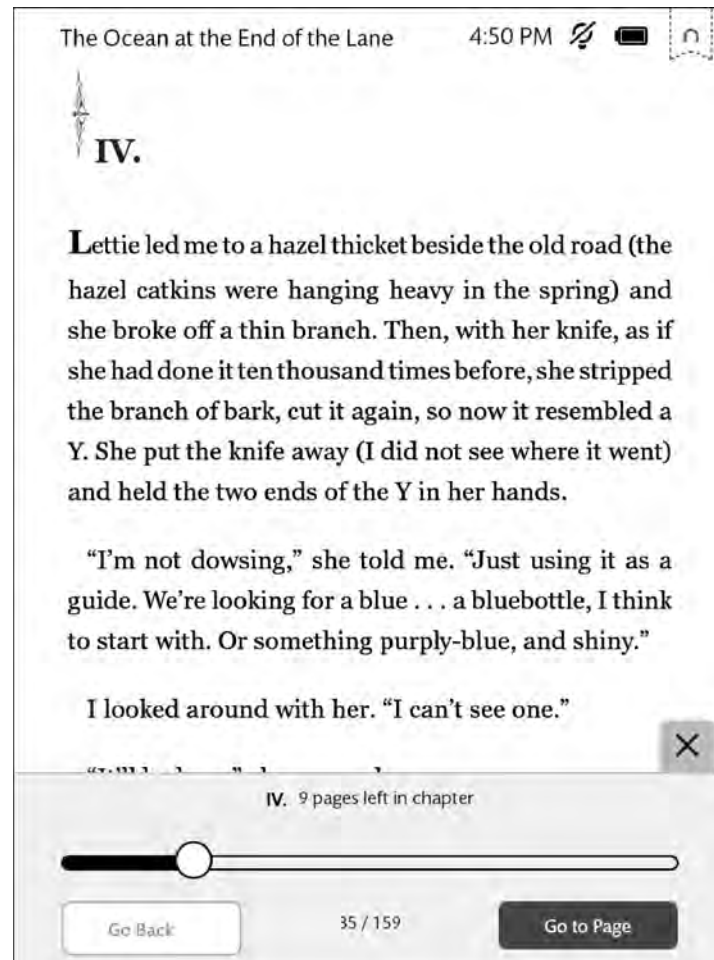 The Ocean at the End of the Lane 4:50 PM
IV.
Lettie led me to a hazel thicket beside the old road (the
hazel catkins were hanging heavy in the spring) and
she broke off a thin branch. Then, with her knife, as if
she had done it ten thousand times before, she stripped
the branch of bark, cut it again, so now it resembled a
Y. She put the knife away (I did not see where it went)
and held the two ends of the Y in her hands.
“I’m not dowsing,” she told me. “Just using it as a
guide. We’re looking for a blue . . . a bluebottle, I think
to start with. Or something purply-blue, and shiny.”
I looked around with her. “I can’t see one.”
IV. 9 pages left in chapter
Go Back 35 / 159 Go to Page